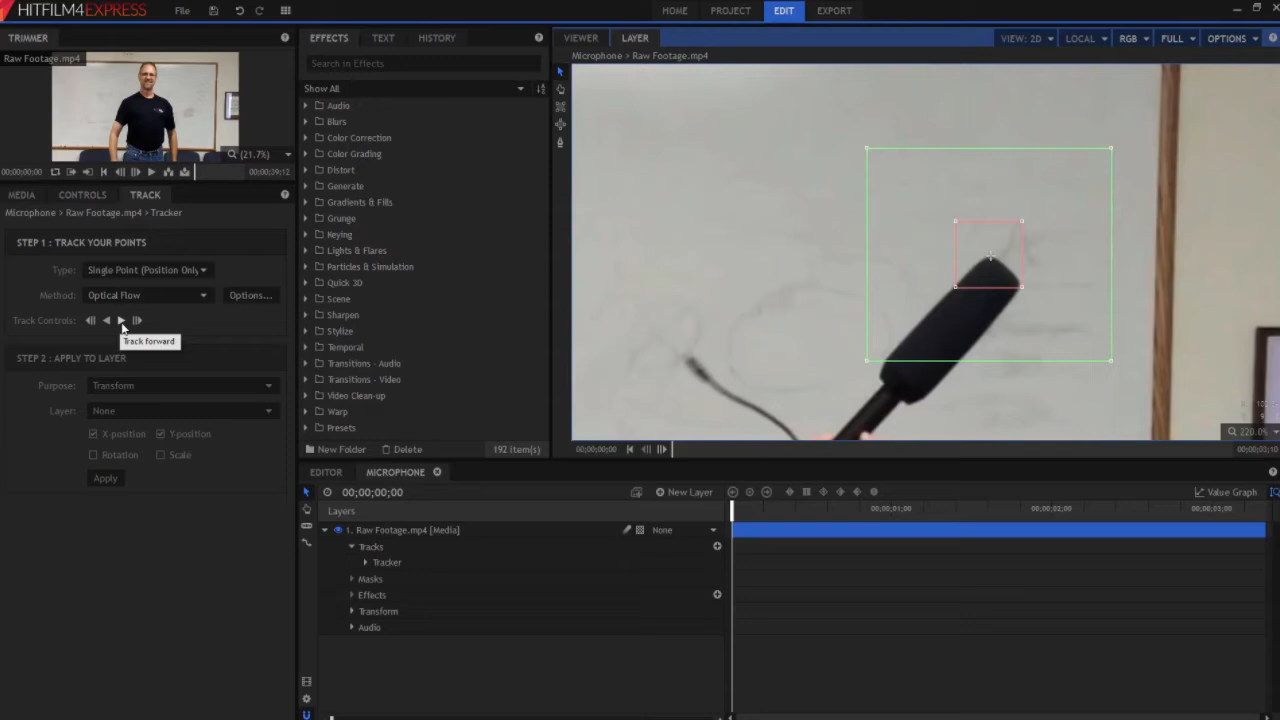 HITFILM4EXPRESS File HOME PROJECT EDIT EXPORT
TRIMMER
Raw Footage.mp4
(21.7%)
00;00;00;00 00;00;39;12
MEDIA CONTROLS TRACK
Microphone > Raw Footage.mp4 > Tracker
STEP 1 : TRACK YOUR POINTS
Type: Single Point (Position Only
Method: Optical Flow Options...
Track Controls:
Track forward
STEP 2 : APPLY TO LAYER
Purpose: Transform
Layer: None
X-position Y-position
Rotation Scale
Apply
EFFECTS TEXT HISTORY
Search in Effects
Show All
Audio
Blurs
Color Correction
Color Grading
Distort
Generate
Gradients & Fills
Grunge
Keying
Lights & Flares
Particles & Simulation
Quick 3D
Scene
Sharpen
Stylize
Temporal
Transitions - Audio
Transitions - Video
Video Clean-up
Warp
Presets
New Folder Delete 192 item(s)
VIEWER LAYER VIEW: 2D LOCAL RGB FULL OPTIONS
Microphone > Raw Footage.mp4
220.0%
00;00;00;00 00;00;03;10
EDITOR MICROPHONE
00;00;00;00 New Layer Value Graph
Layers 00;00;01;00 00;00;02;00 00;00;03;00
1. Raw Footage.mp4 [Media] None
Tracks
Tracker
Masks
Effects
Transform
Audio